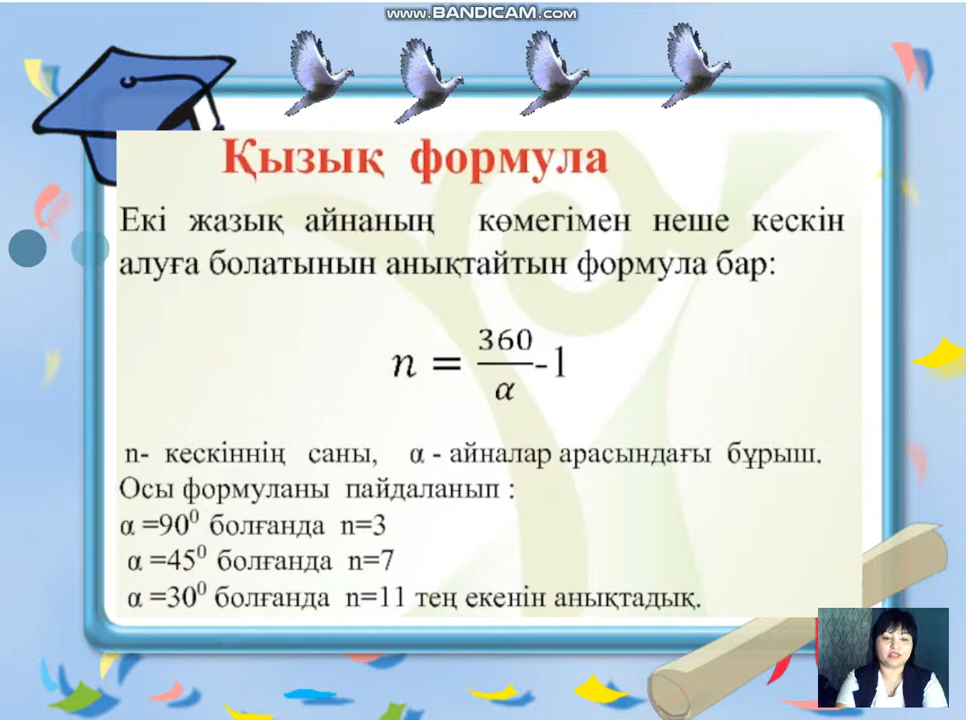 www.BANDICAM.com
Қызық формула
Екі жазық айнаның көмегімен неше кескін
алуға болатынын анықтайтын формула бар:
n = 360/α -1
n- кескіннің саны, α - айналар арасындағы бұрыш.
Осы формуланы пайдаланып :
α =90⁰ болғанда n=3
α =45⁰ болғанда n=7
α =30⁰ болғанда n=11 тең екенін анықтадық.